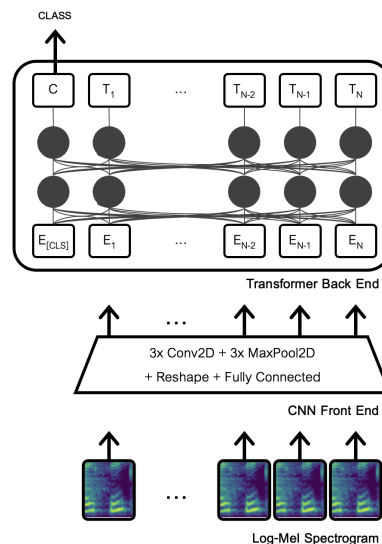 CLASS
C T1 ... TN-2 TN-1 TN
E[CLS] E1 ... EN-2 EN-1 EN
Transformer Back End
...
3x Conv2D + 3x MaxPool2D
+ Reshape + Fully Connected
CNN Front End
...
Log-Mel Spectrogram